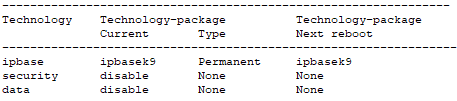 ------------------------------------------------------------------
Technology    Technology-package           Technology-package
              Current       Type           Next reboot
------------------------------------------------------------------
ipbase        ipbasek9      Permanent      ipbasek9
security      disable       None           None
data          disable       None           None